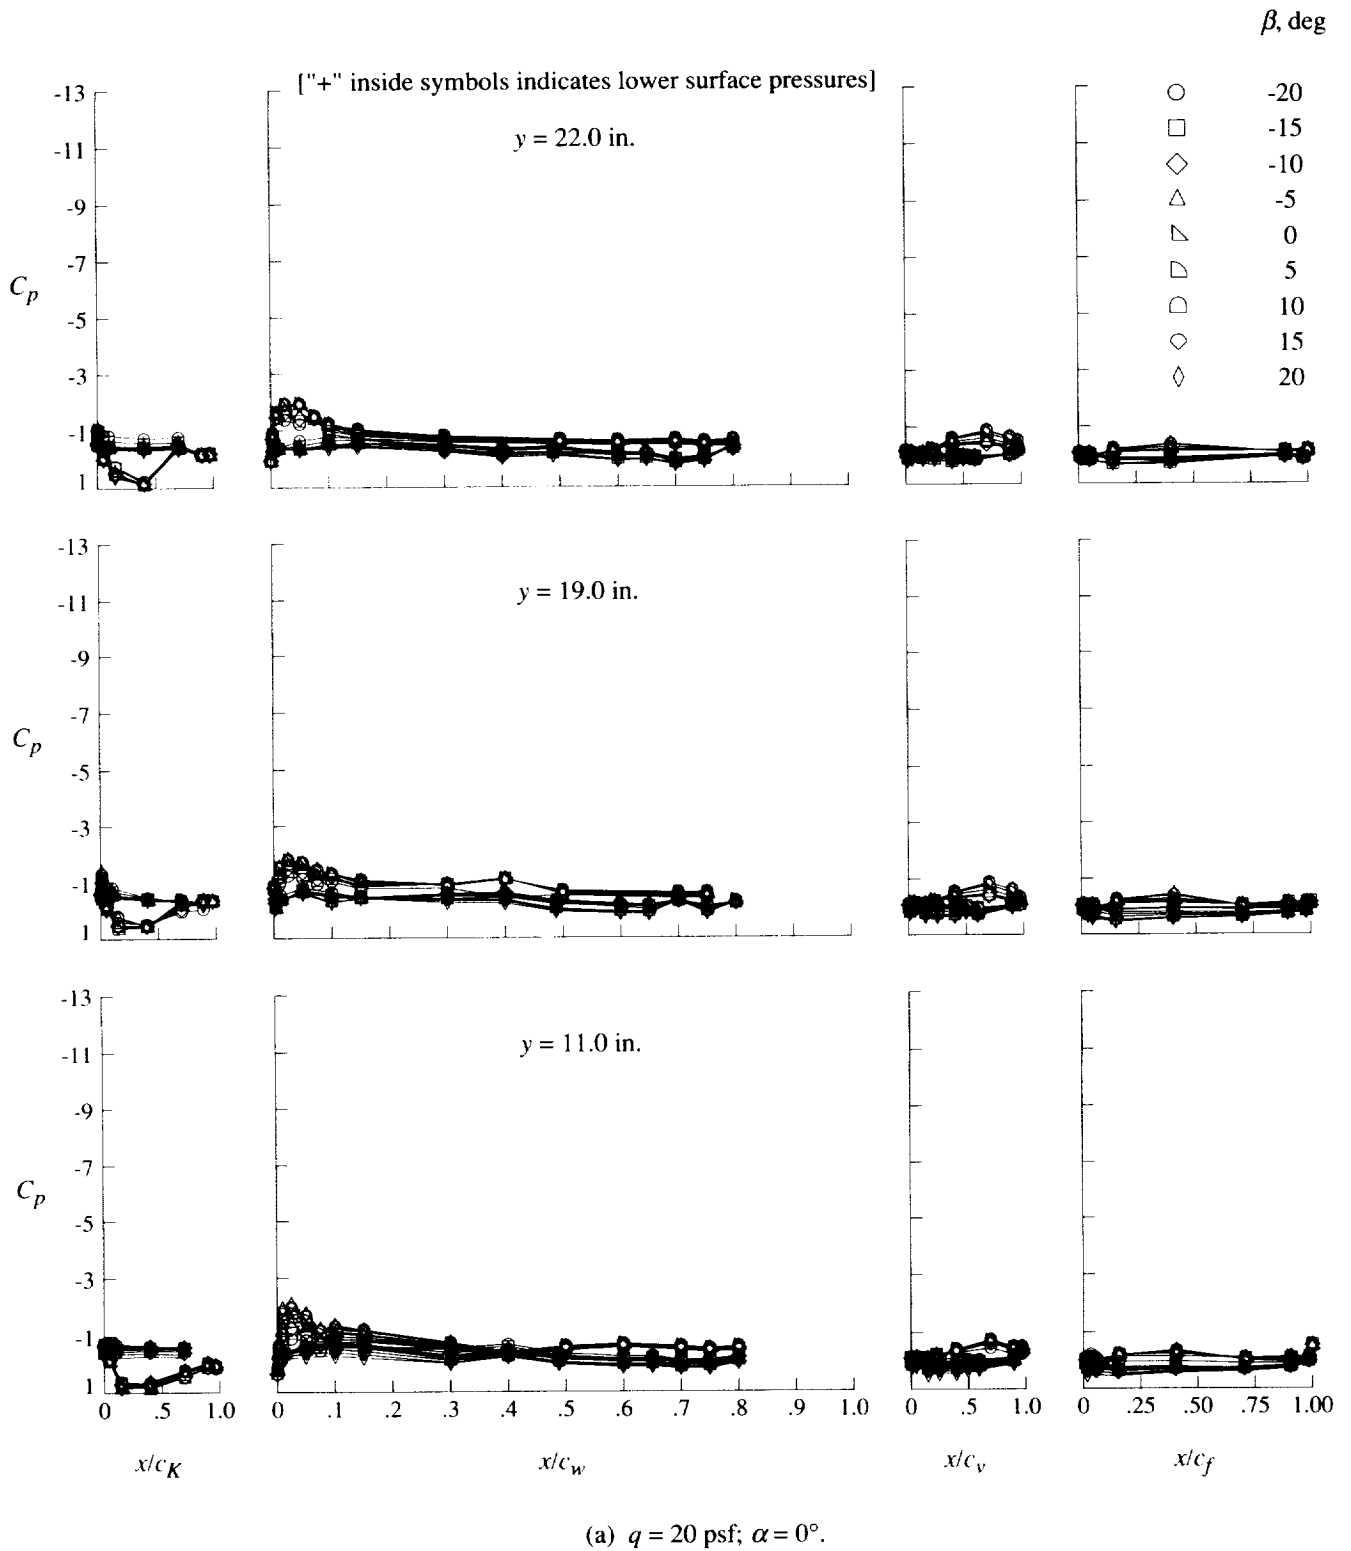 β, deg
["+" inside symbols indicates lower surface pressures]
-20
-15
-10
-5
0
5
10
15
20
y = 22.0 in.
-13
-11
-9
-7
-5
-3
-1
1
C_p
y = 19.0 in.
-13
-11
-9
-7
-5
-3
-1
1
C_p
y = 11.0 in.
-13
-11
-9
-7
-5
-3
-1
1
C_p
0 .5 1.0
0 .1 .2 .3 .4 .5 .6 .7 .8 .9 1.0
0 .5 1.0
0 .25 .50 .75 1.00
x/c_K
x/c_w
x/c_v
x/c_f
(a) q = 20 psf; α = 0°.